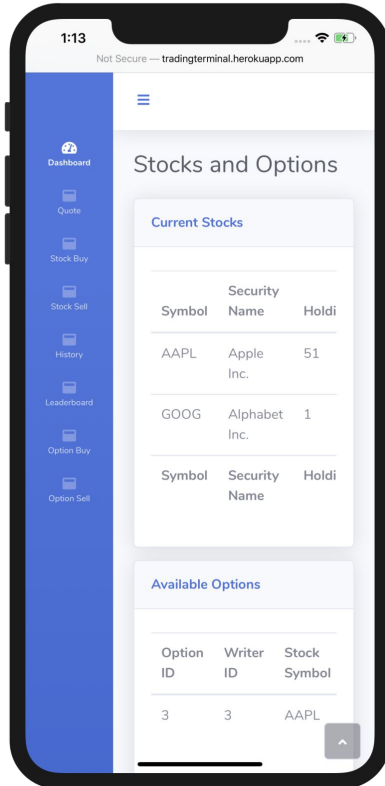 1:13
Not Secure — tradingterminal.herokuapp.com
Dashboard
Quote
Stock Buy
Stock Sell
History
Leaderboard
Option Buy
Option Sell
Stocks and Options
Current Stocks
Symbol Security Name Holdi
AAPL Apple Inc. 51
GOOG Alphabet Inc. 1
Symbol Security Name Holdi
Available Options
Option ID Writer ID Stock Symbol
3 3 AAPL